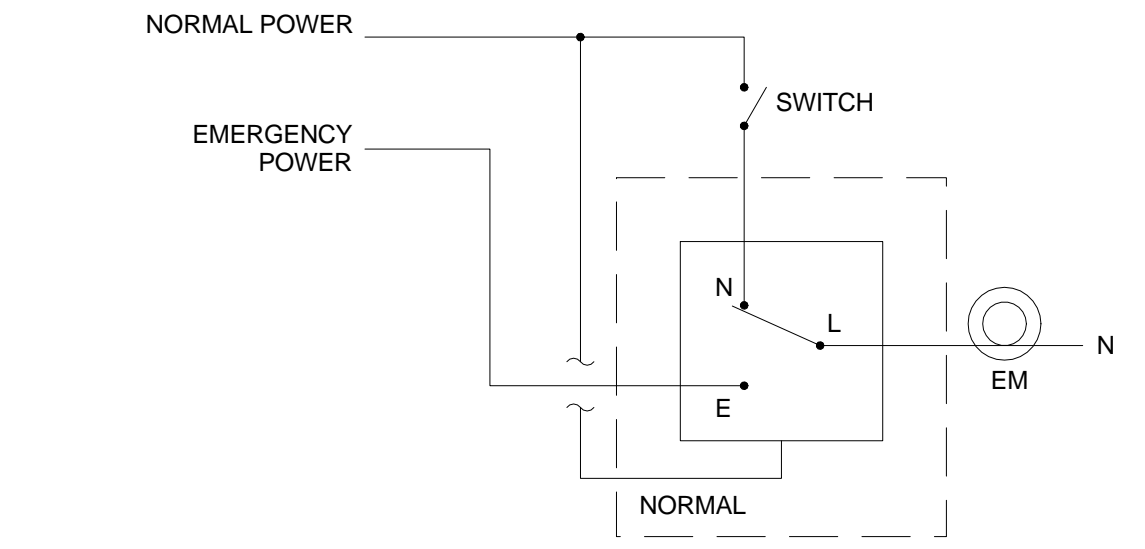 NORMAL POWER
SWITCH
EMERGENCY
POWER
N
L
N
EM
E
NORMAL